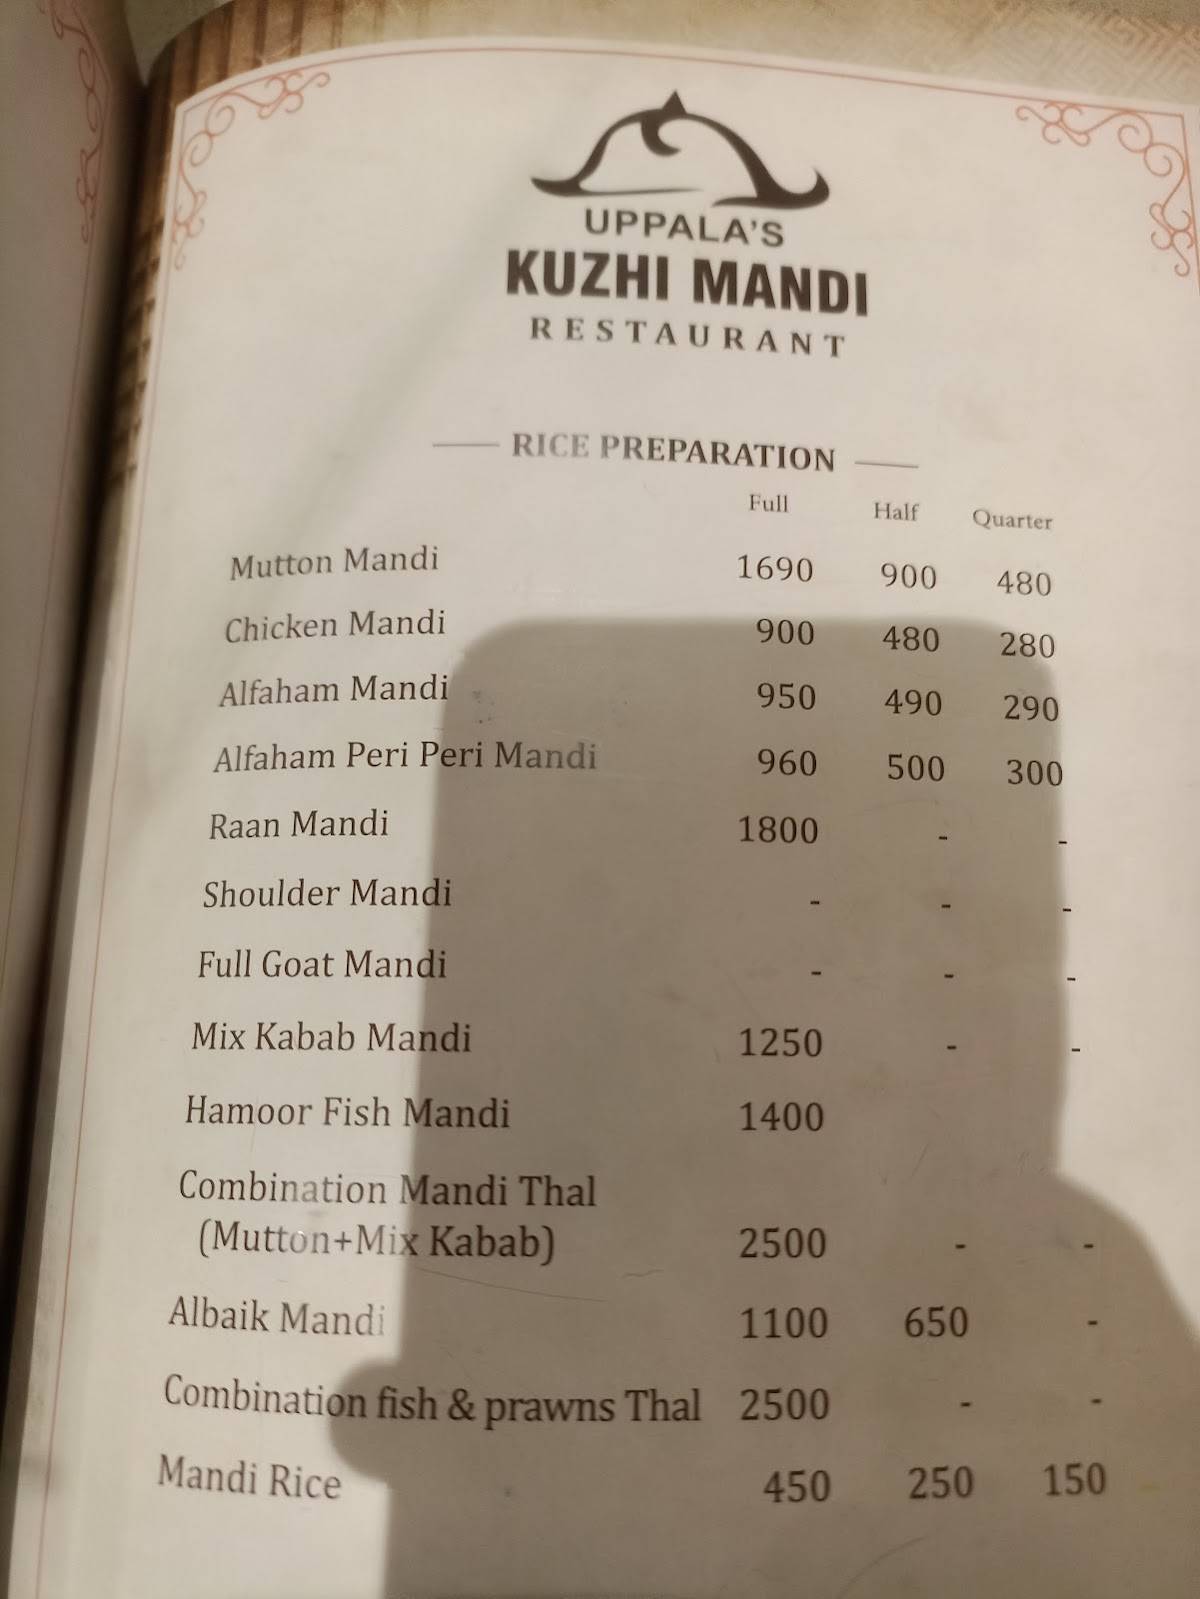 UPPALA'S
KUZHI MANDI
RESTAURANT
RICE PREPARATION
Full Half Quarter
Mutton Mandi 1690 900 480
Chicken Mandi 900 480 280
Alfaham Mandi 950 490 290
Alfaham Peri Peri Mandi 960 500 300
Raan Mandi 1800 - -
Shoulder Mandi - - -
Full Goat Mandi - - -
Mix Kabab Mandi 1250 - -
Hamoor Fish Mandi 1400
Combination Mandi Thal
(Mutton+Mix Kabab) 2500 - -
Albaik Mandi 1100 650 -
Combination fish & prawns Thal 2500 - -
Mandi Rice 450 250 150